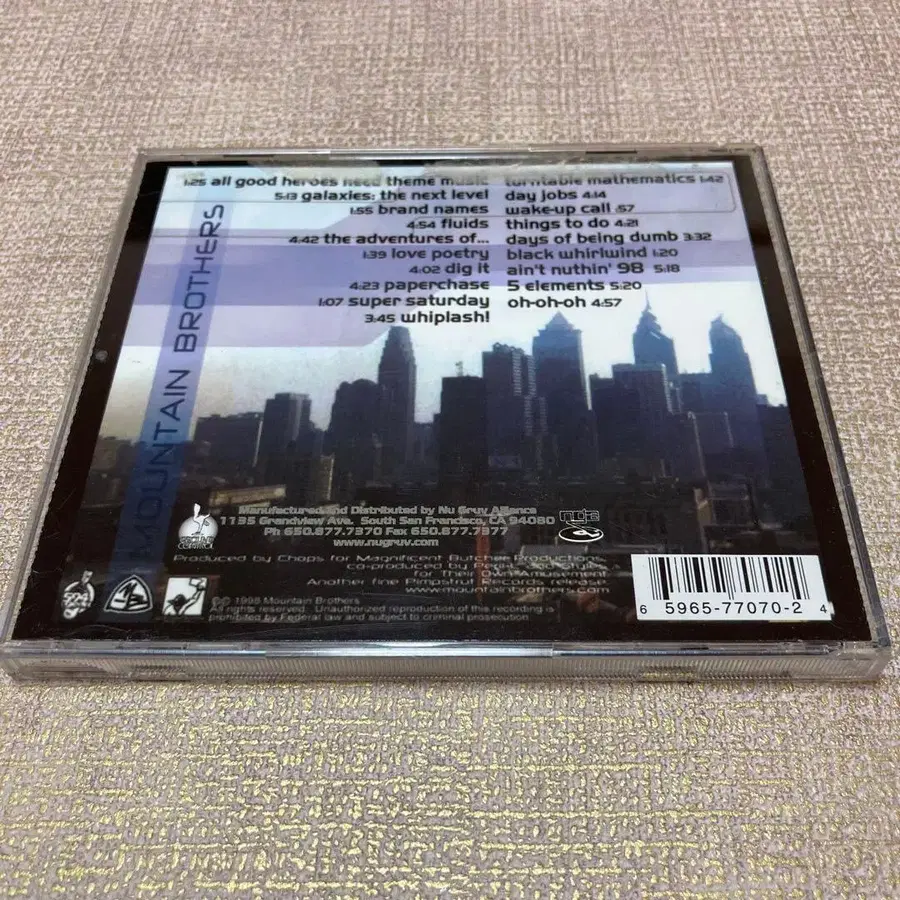 1:25 all good heroes need theme music
5:13 galaxies: the next level
1:55 brand names
4:54 fluids
4:42 the adventures of...
1:39 love poetry
4:02 dig it
4:23 paperchase
1:07 super saturday
3:45 whiplash!
turntable mathematics 1:42
day jobs 4:14
wake-up call :57
things to do 4:21
days of being dumb 3:32
black whirlwind 1:20
ain't nuthin' 98 5:18
5 elements 5:20
oh-oh-oh 4:57
MOUNTAIN BROTHERS
Manufactured and Distributed by Nu Gruv Alliance
1135 Grandview Ave. South San Francisco, CA 94080
Ph 650.877.7370 Fax 650.877.7377
www.nugruv.com
nuga
GROUND
CONTROL
Produced by Chops for Magnificent Butcher Productions
co-produced by Styles
for Their Own Amusement
Another fine Pimpstrut Records release
www.mountainbrothers.com
© 1998 Mountain Brothers
All rights reserved. Unauthorized reproduction of this recording is
prohibited by Federal law and subject to criminal prosecution
6 5965-77070-2 4